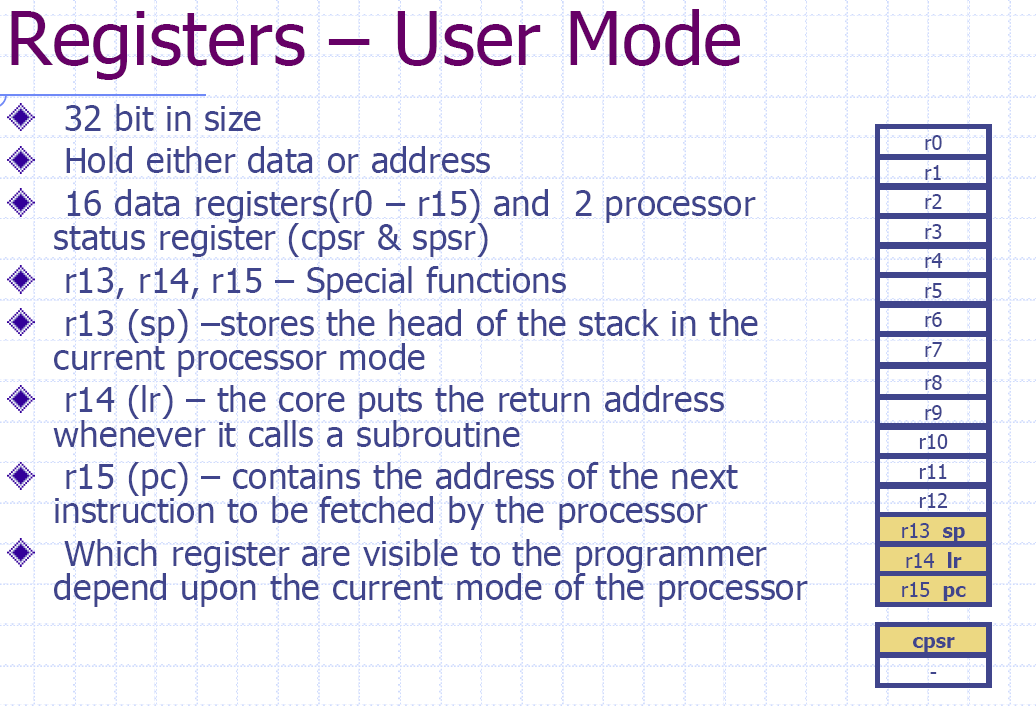 Registers – User Mode
32 bit in size
Hold either data or address
16 data registers(r0 – r15) and 2 processor
status register (cpsr & spsr)
r13, r14, r15 – Special functions
r13 (sp) –stores the head of the stack in the
current processor mode
r14 (lr) – the core puts the return address
whenever it calls a subroutine
r15 (pc) – contains the address of the next
instruction to be fetched by the processor
Which register are visible to the programmer
depend upon the current mode of the processor
r0
r1
r2
r3
r4
r5
r6
r7
r8
r9
r10
r11
r12
r13 sp
r14 lr
r15 pc
cpsr
-